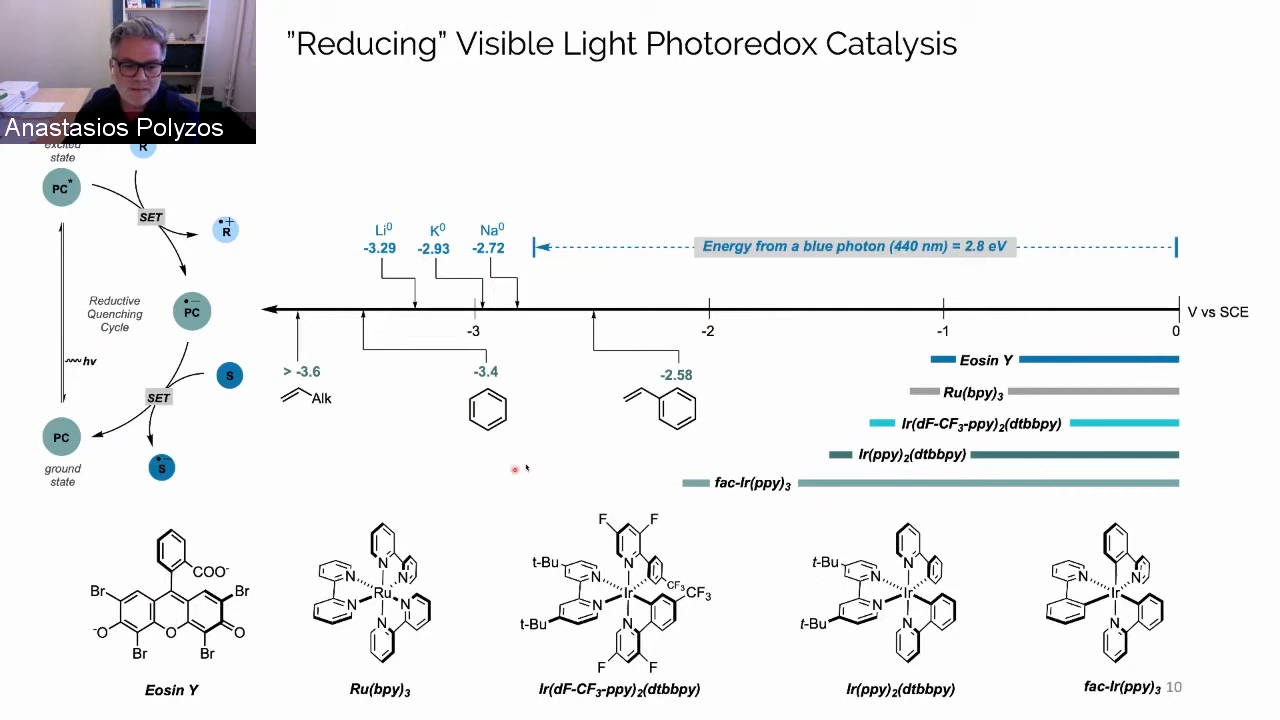 "Reducing" Visible Light Photoredox Catalysis
Anastasios Polyzos
excited
state
R
PC*
SET
•+
R
Reductive
Quenching
Cycle
•—
PC
hv
S
SET
PC
ground
state
•—
S
Li⁰
-3.29
K⁰
-2.93
Na⁰
-2.72
Energy from a blue photon (440 nm) = 2.8 eV
-3
-2
-1
0
V vs SCE
> -3.6
Alk
-3.4
-2.58
Eosin Y
Ru(bpy)₃
Ir(dF-CF₃-ppy)₂(dtbbpy)
Ir(ppy)₂(dtbbpy)
fac-Ir(ppy)₃
COO⁻
Br
Br
⁻O
O
O
Br
Br
Eosin Y
N
N
N
Ru
N
N
N
Ru(bpy)₃
F
F
t-Bu
N
N
CF₃
Ir
CF₃
N
t-Bu
N
F
F
Ir(dF-CF₃-ppy)₂(dtbbpy)
t-Bu
N
N
Ir
N
t-Bu
N
Ir(ppy)₂(dtbbpy)
N
Ir
N
N
fac-Ir(ppy)₃
10